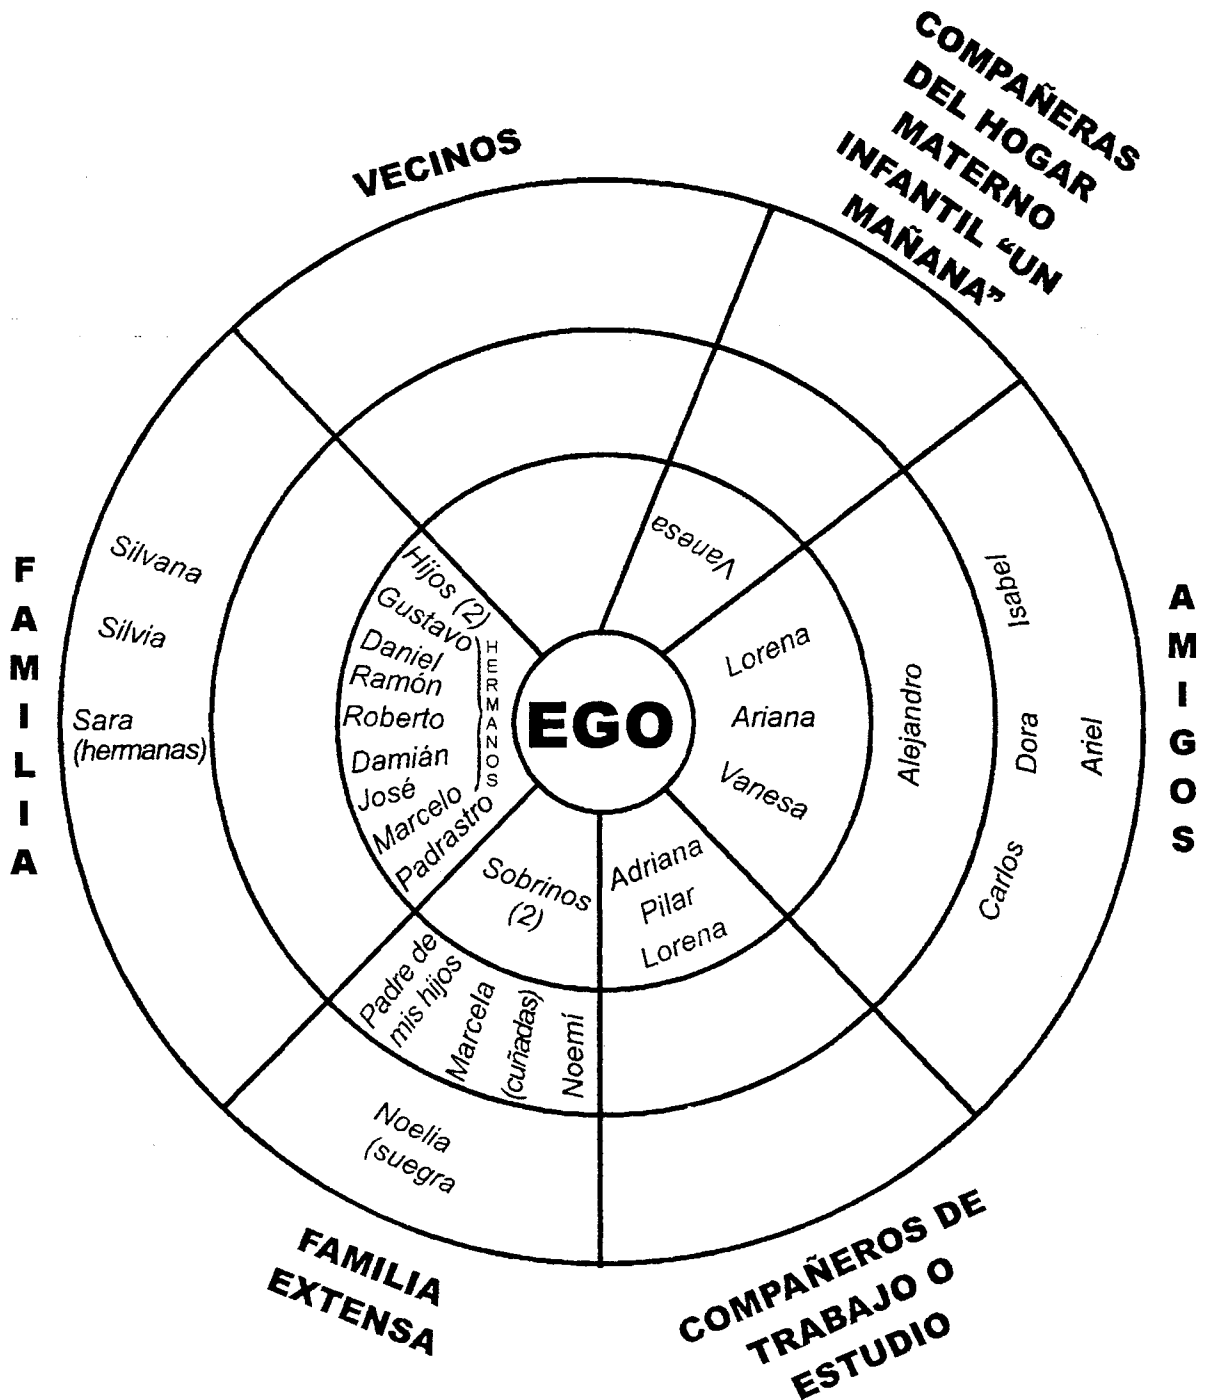 COMPAÑERAS
DEL HOGAR
MATERNO
INFANTIL “UN
MAÑANA”
VECINOS
FAMILIA
AMIGOS
Silvana
Silvia
Sara
(hermanas)
Hijos (2)
Gustavo
Daniel
Ramón
Roberto
Damián
José
Marcelo
HERMANOS
Padrastro
EGO
Vanesa
Lorena
Ariana
Vanesa
Alejandro
Isabel
Dora
Ariel
Carlos
Sobrinos
(2)
Adriana
Pilar
Lorena
Padre de
mis hijos
Marcela
(cuñadas)
Noemí
Noelia
(suegra
FAMILIA
EXTENSA
COMPAÑEROS DE
TRABAJO O
ESTUDIO